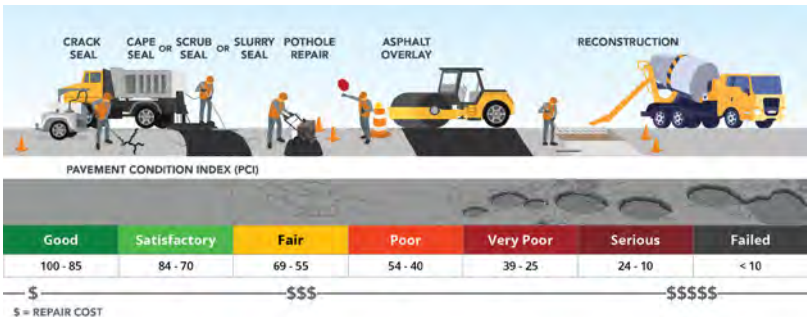 CRACK SEAL
CAPE SEAL OR SCRUB SEAL OR SLURRY SEAL
POTHOLE REPAIR
ASPHALT OVERLAY
RECONSTRUCTION
PAVEMENT CONDITION INDEX (PCI)
Good Satisfactory Fair Poor Very Poor Serious Failed
100 - 85 84 - 70 69 - 55 54 - 40 39 - 25 24 - 10 < 10
$ $$$ $$$$$
$ = REPAIR COST